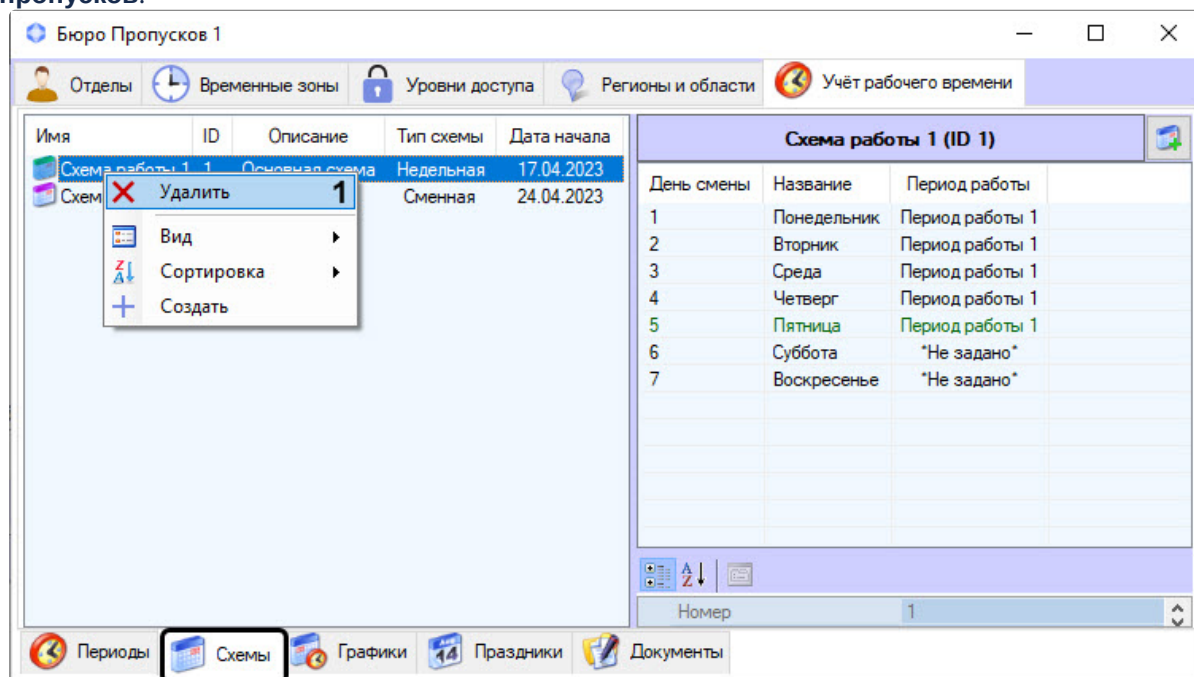 пропусков.
Бюро Пропусков 1
Отделы Временные зоны Уровни доступа Регионы и области Учёт рабочего времени
Имя ID Описание Тип схемы Дата начала
Схема работы 1 1 Основная схема Недельная 17.04.2023
Схем Сменная 24.04.2023
Удалить 1
Вид
Сортировка
Создать
Схема работы 1 (ID 1)
День смены Название Период работы
1 Понедельник Период работы 1
2 Вторник Период работы 1
3 Среда Период работы 1
4 Четверг Период работы 1
5 Пятница Период работы 1
6 Суббота *Не задано*
7 Воскресенье *Не задано*
Номер 1
Периоды Схемы Графики Праздники Документы